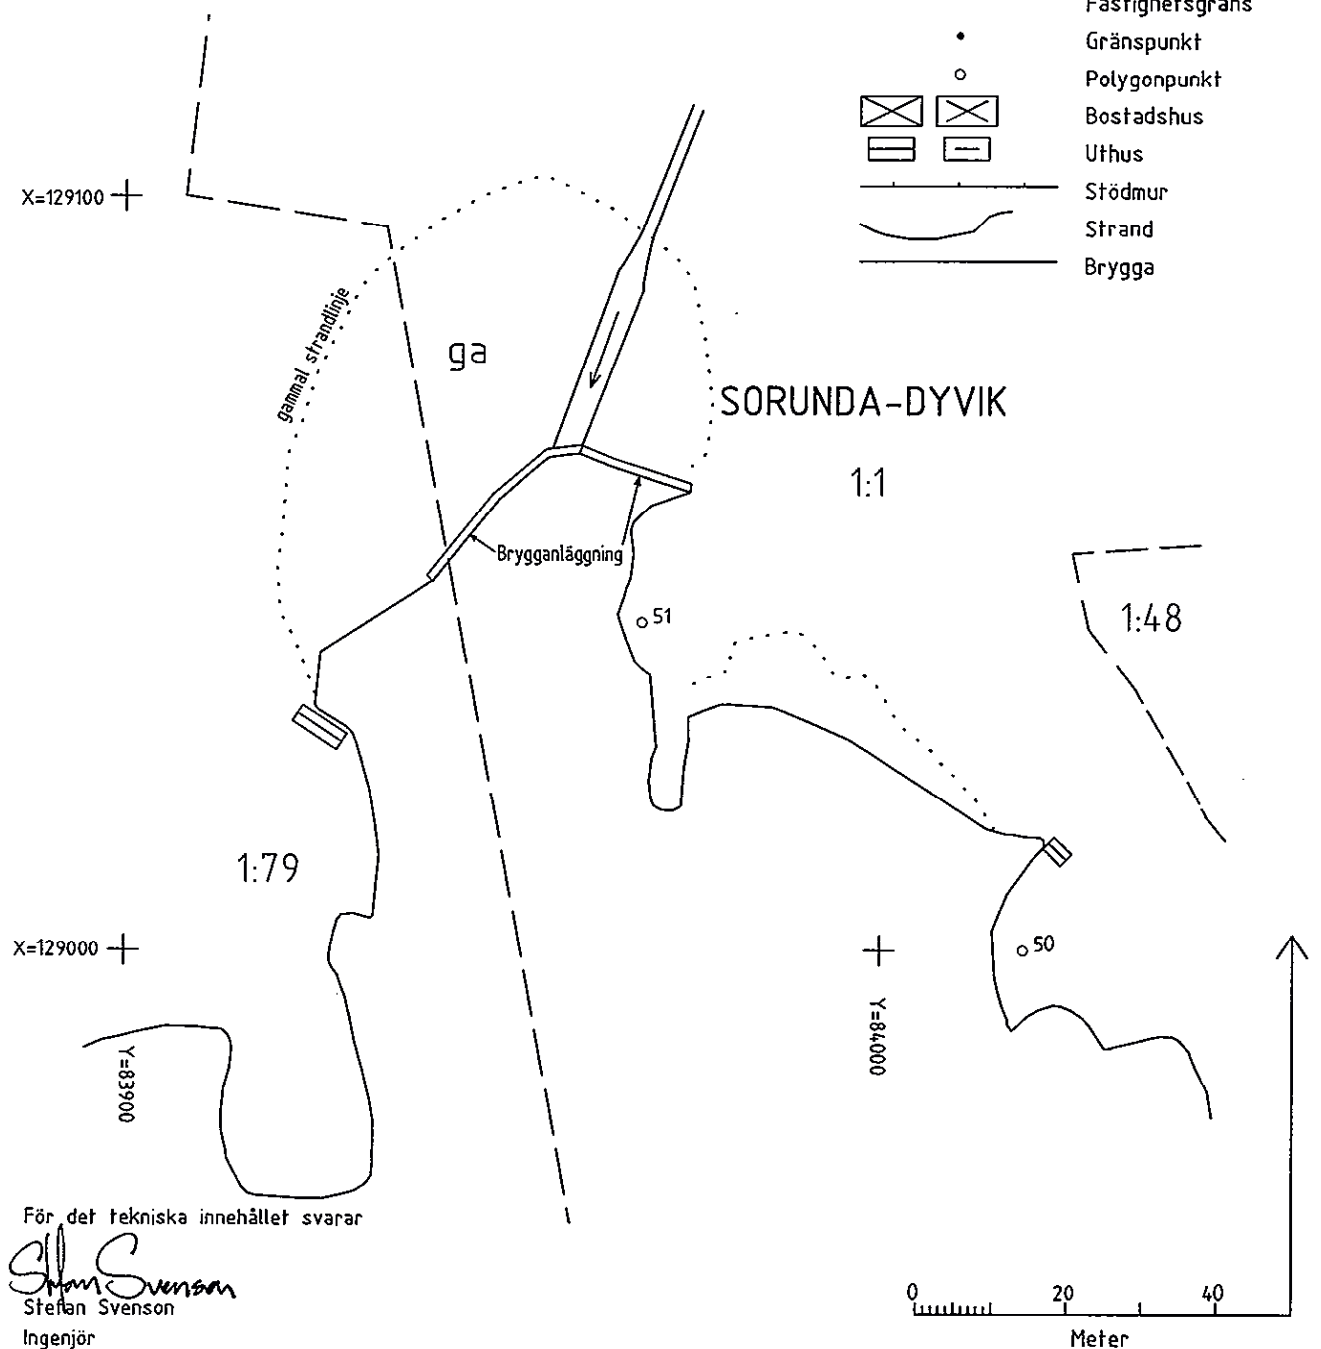 Fastighetsgräns
Gränspunkt
Polygonpunkt
Bostadshus
Uthus
Stödmur
Strand
Brygga
X=129100
gammal strandlinje
ga
SORUNDA-DYVIK
1:1
Brygganläggning
51
1:48
1:79
X=129000
50
Y=83900
Y=84000
För det tekniska innehållet svarar
Stefan Svenson
Stefan Svenson
Ingenjör
0 20 40
Meter